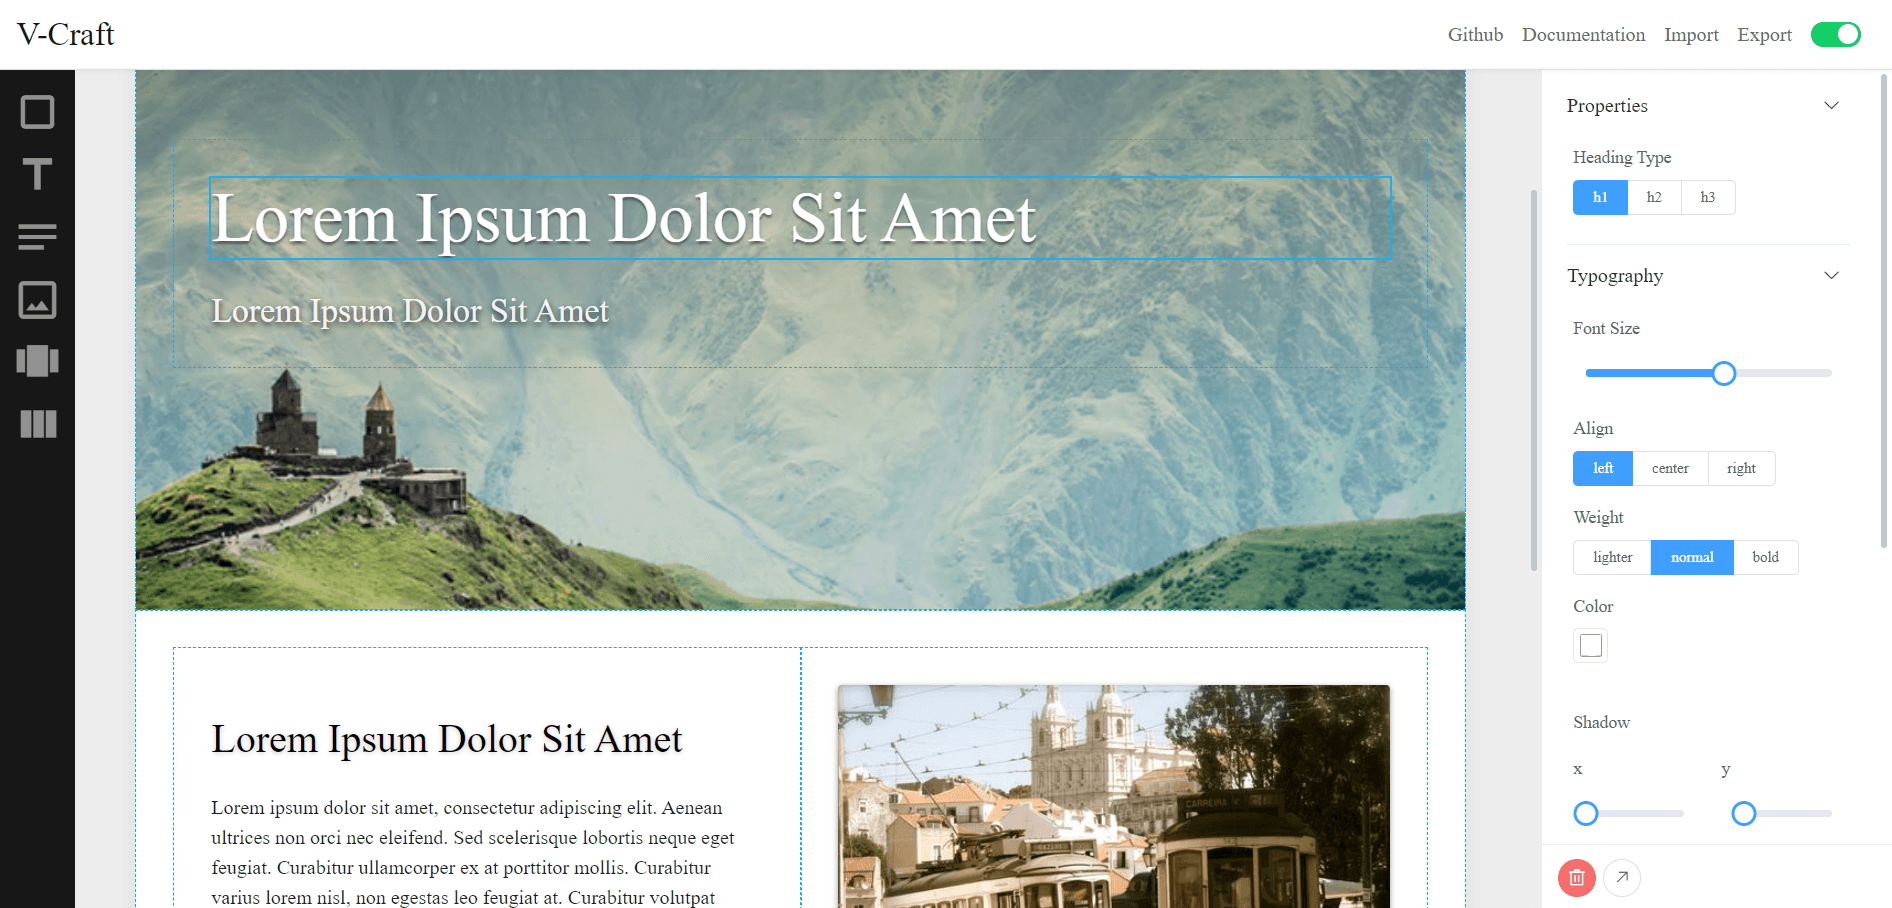 V-Craft
Github Documentation Import Export
Lorem Ipsum Dolor Sit Amet
Lorem Ipsum Dolor Sit Amet
Lorem Ipsum Dolor Sit Amet
Lorem ipsum dolor sit amet, consectetur adipiscing elit. Aenean
ultrices non orci nec eleifend. Sed scelerisque lobortis neque eget
feugiat. Curabitur ullamcorper ex at porttitor mollis. Curabitur
varius lorem nisl, non egestas leo feugiat at. Curabitur volutpat
CARREIRA
Properties
Heading Type
h1 h2 h3
Typography
Font Size
Align
left center right
Weight
lighter normal bold
Color
Shadow
x y